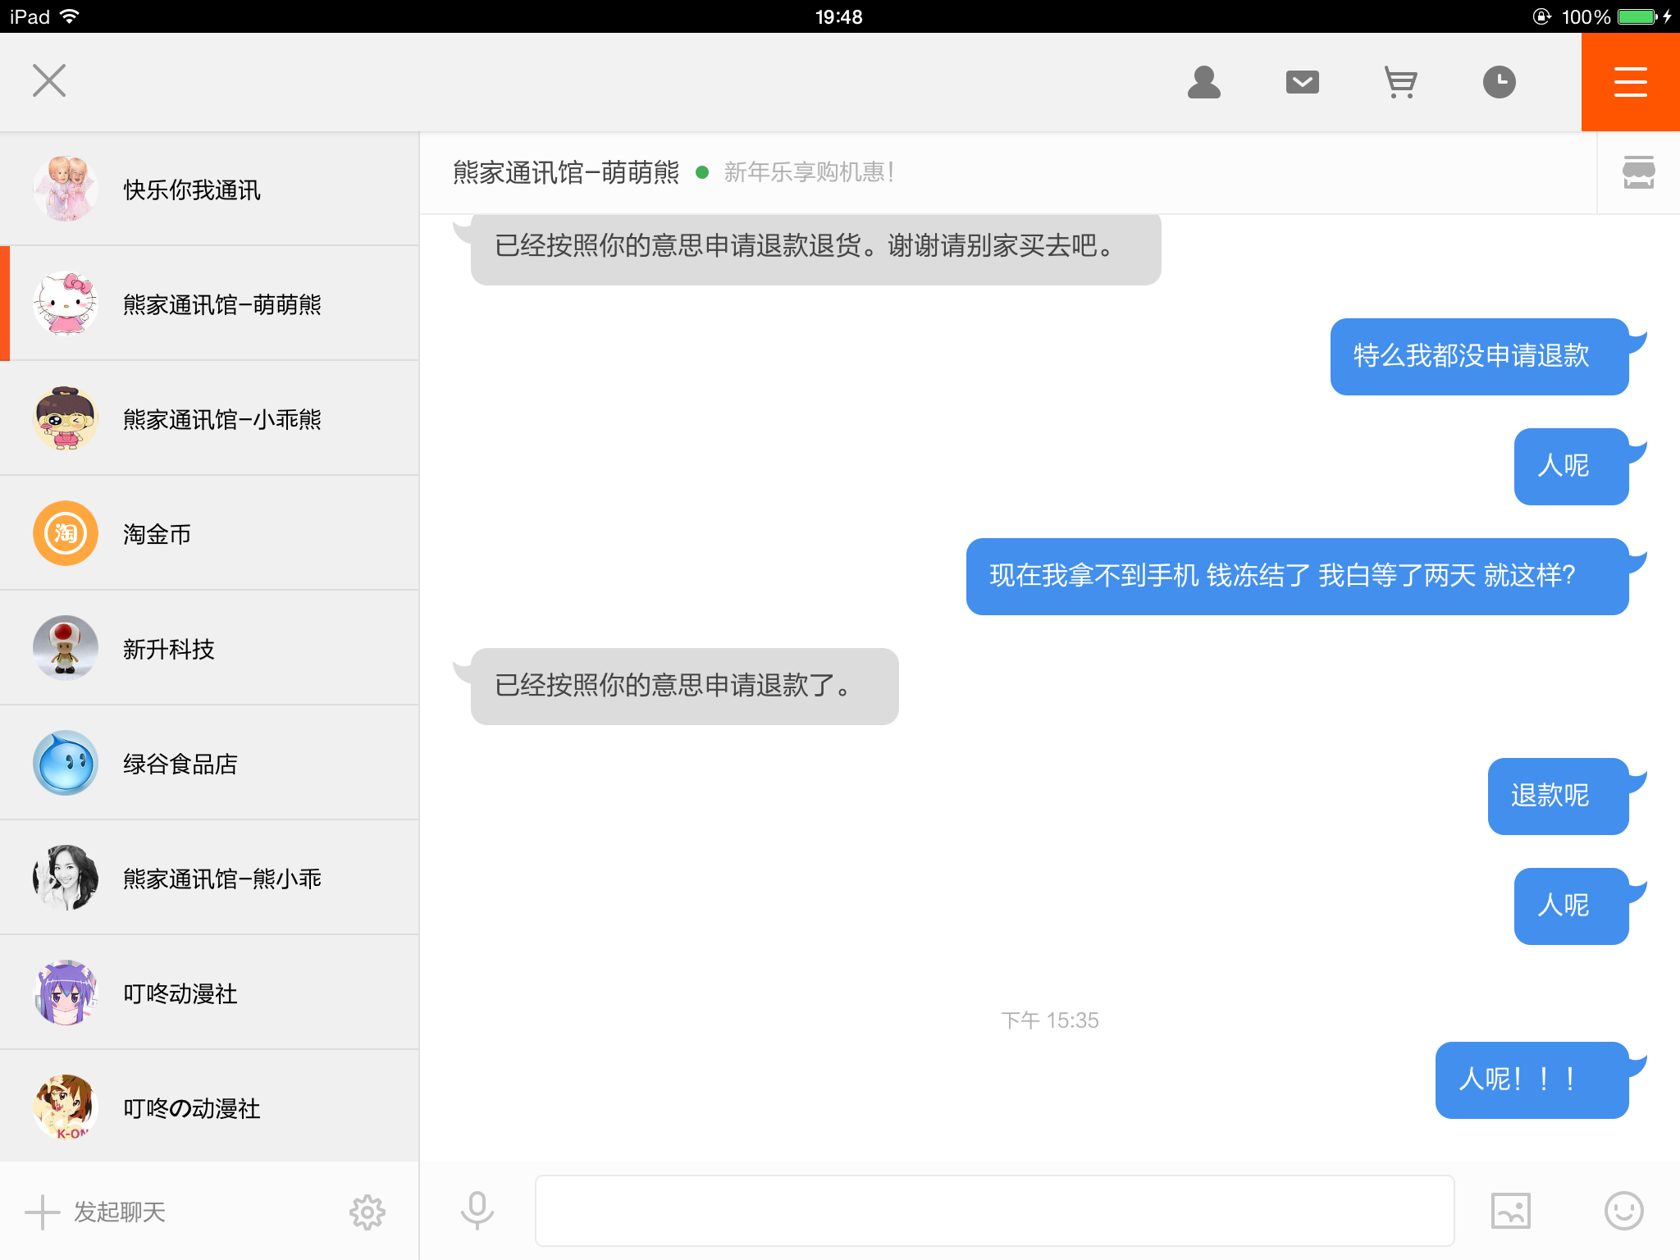 iPad
19:48
100%
快乐你我通讯
熊家通讯馆-萌萌熊
熊家通讯馆-小乖熊
淘
淘金币
新升科技
绿谷食品店
熊家通讯馆-熊小乖
叮咚动漫社
K-ON
叮咚の动漫社
发起聊天
熊家通讯馆-萌萌熊
新年乐享购机惠！
已经按照你的意思申请退款退货。谢谢请别家买去吧。
特么我都没申请退款
人呢
现在我拿不到手机 钱冻结了 我白等了两天 就这样？
已经按照你的意思申请退款了。
退款呢
人呢
下午 15:35
人呢！！！